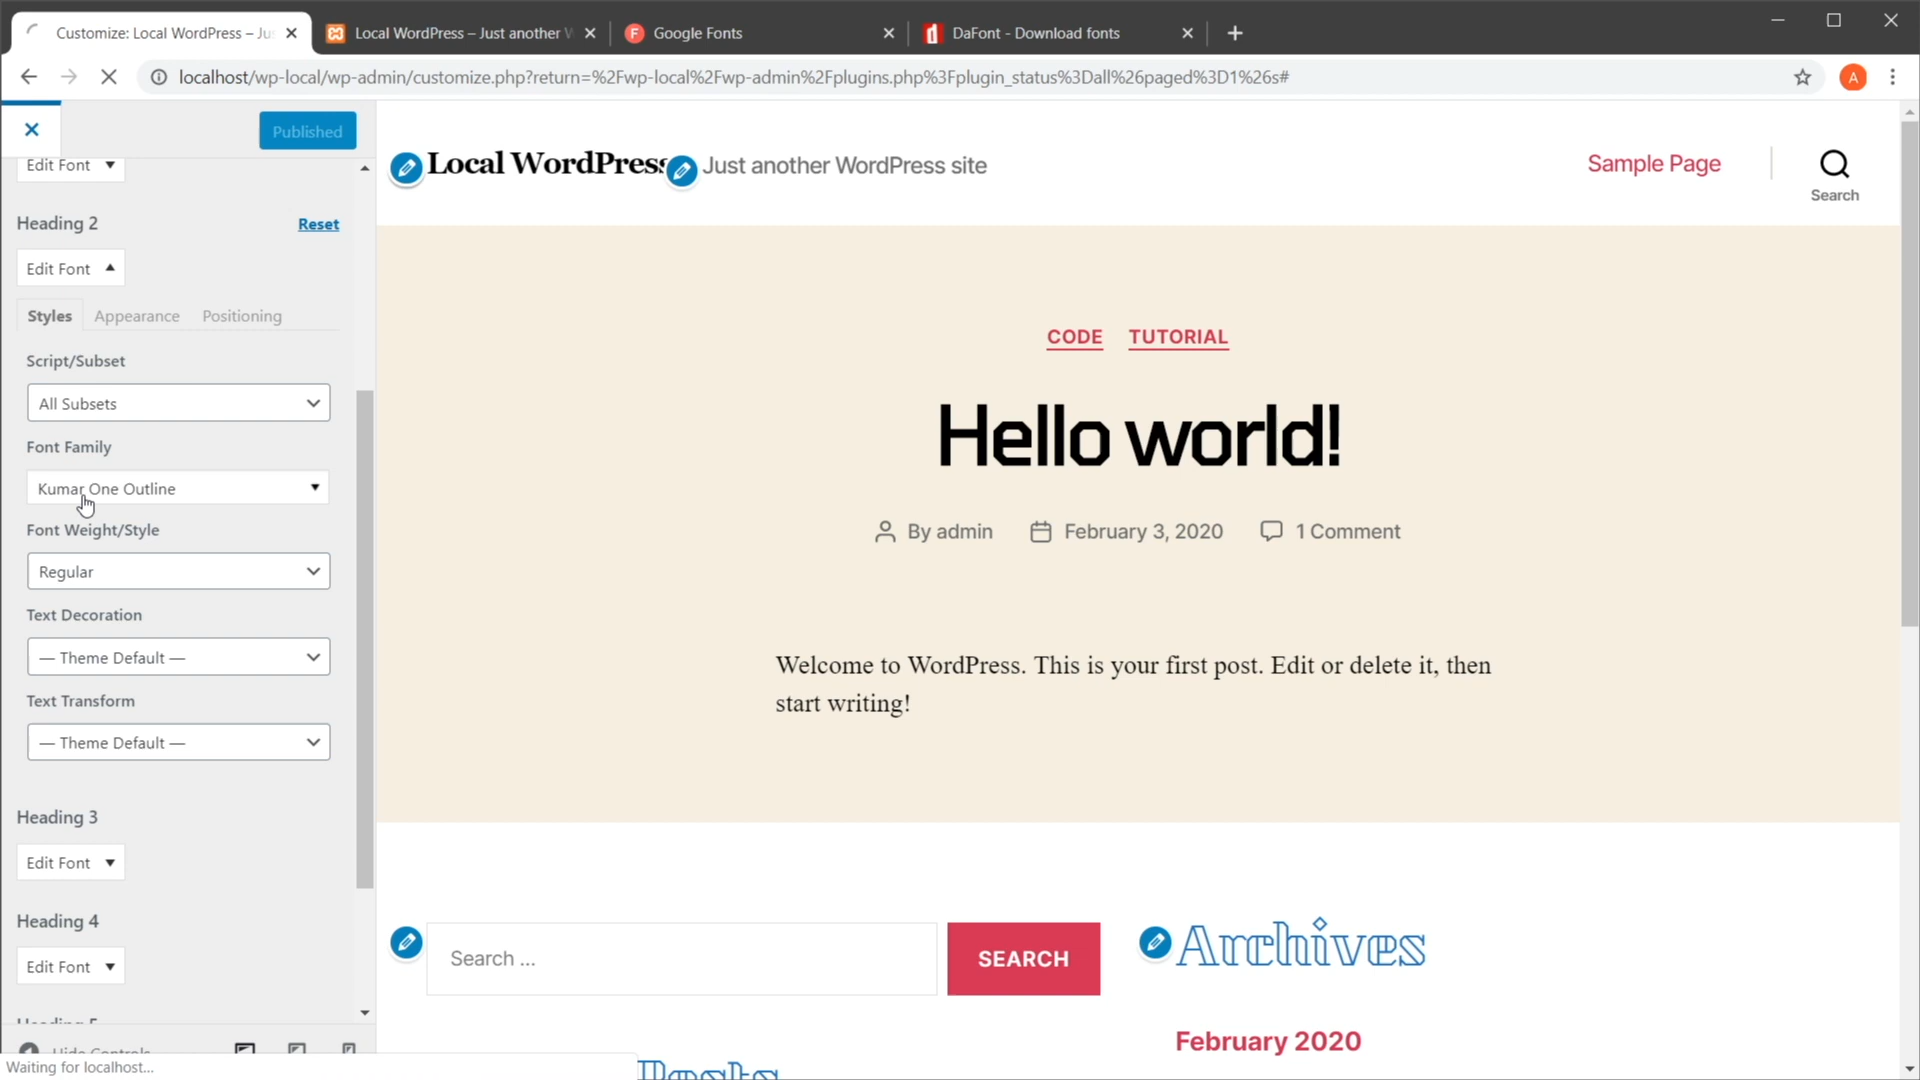 Customize: Local WordPress – Jus
Local WordPress – Just another W
Google Fonts
DaFont - Download fonts
localhost/wp-local/wp-admin/customize.php?return=%2Fwp-local%2Fwp-admin%2Fplugins.php%3Fplugin_status%3Dall%26paged%3D1%26s#
A
Published
Edit Font
Heading 2
Reset
Edit Font
Styles
Appearance
Positioning
Script/Subset
All Subsets
Font Family
Kumar One Outline
Font Weight/Style
Regular
Text Decoration
— Theme Default —
Text Transform
— Theme Default —
Heading 3
Edit Font
Heading 4
Edit Font
Heading 5
Hide Controls
Waiting for localhost...
Local WordPress
Just another WordPress site
Sample Page
Search
CODE
TUTORIAL
Hello world!
By admin
February 3, 2020
1 Comment
Welcome to WordPress. This is your first post. Edit or delete it, then
start writing!
Search ...
SEARCH
Archives
February 2020
Posts